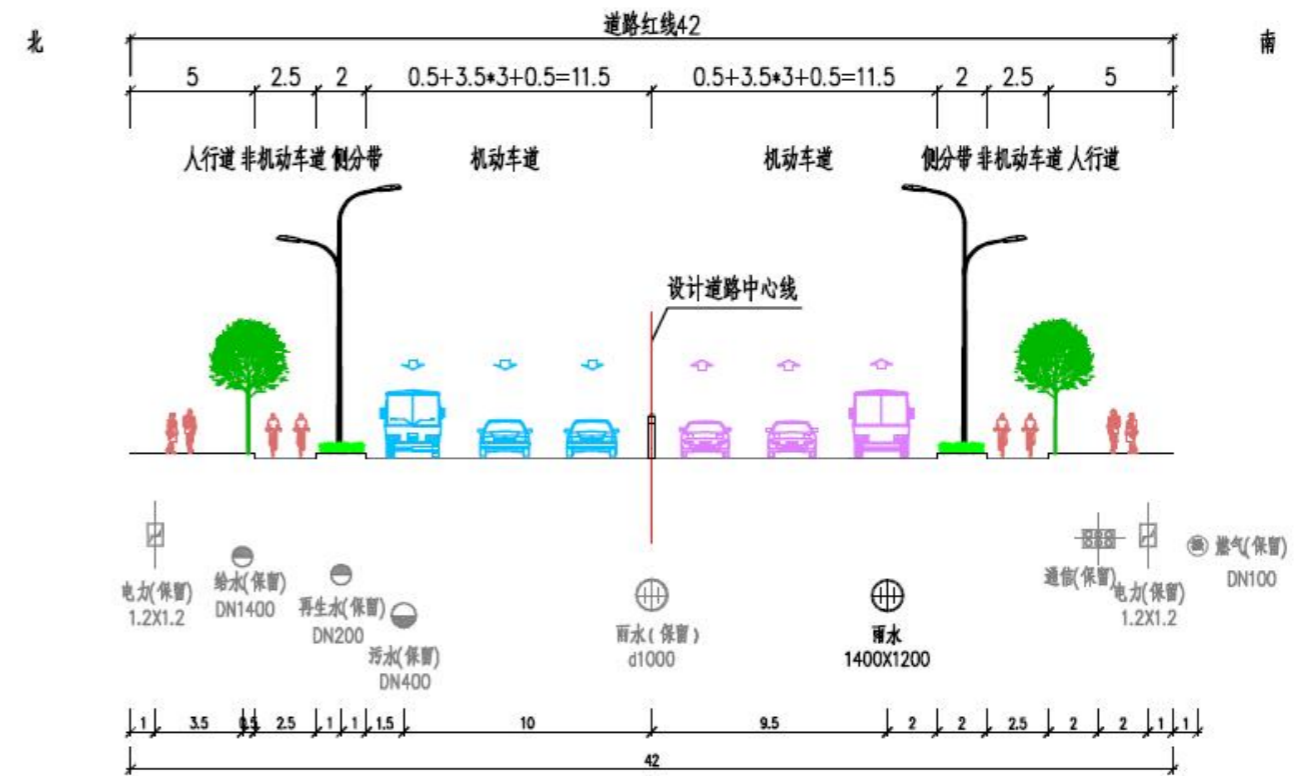 道路红线42
北
南
5
2.5
2
0.5+3.5*3+0.5=11.5
0.5+3.5*3+0.5=11.5
2
2.5
5
人行道 非机动车道 侧分带
机动车道
机动车道
侧分带 非机动车道 人行道
设计道路中心线
电力(保留)
1.2X1.2
给水(保留)
DN1400
再生水(保留)
DN200
污水(保留)
DN400
雨水(保留)
d1000
雨水
1400X1200
通信(保留)
电力(保留)
1.2X1.2
燃气(保留)
DN100
1
3.5
0.5
2.5
1
1
1.5
10
9.5
2
2
2.5
2
2
1
1
42